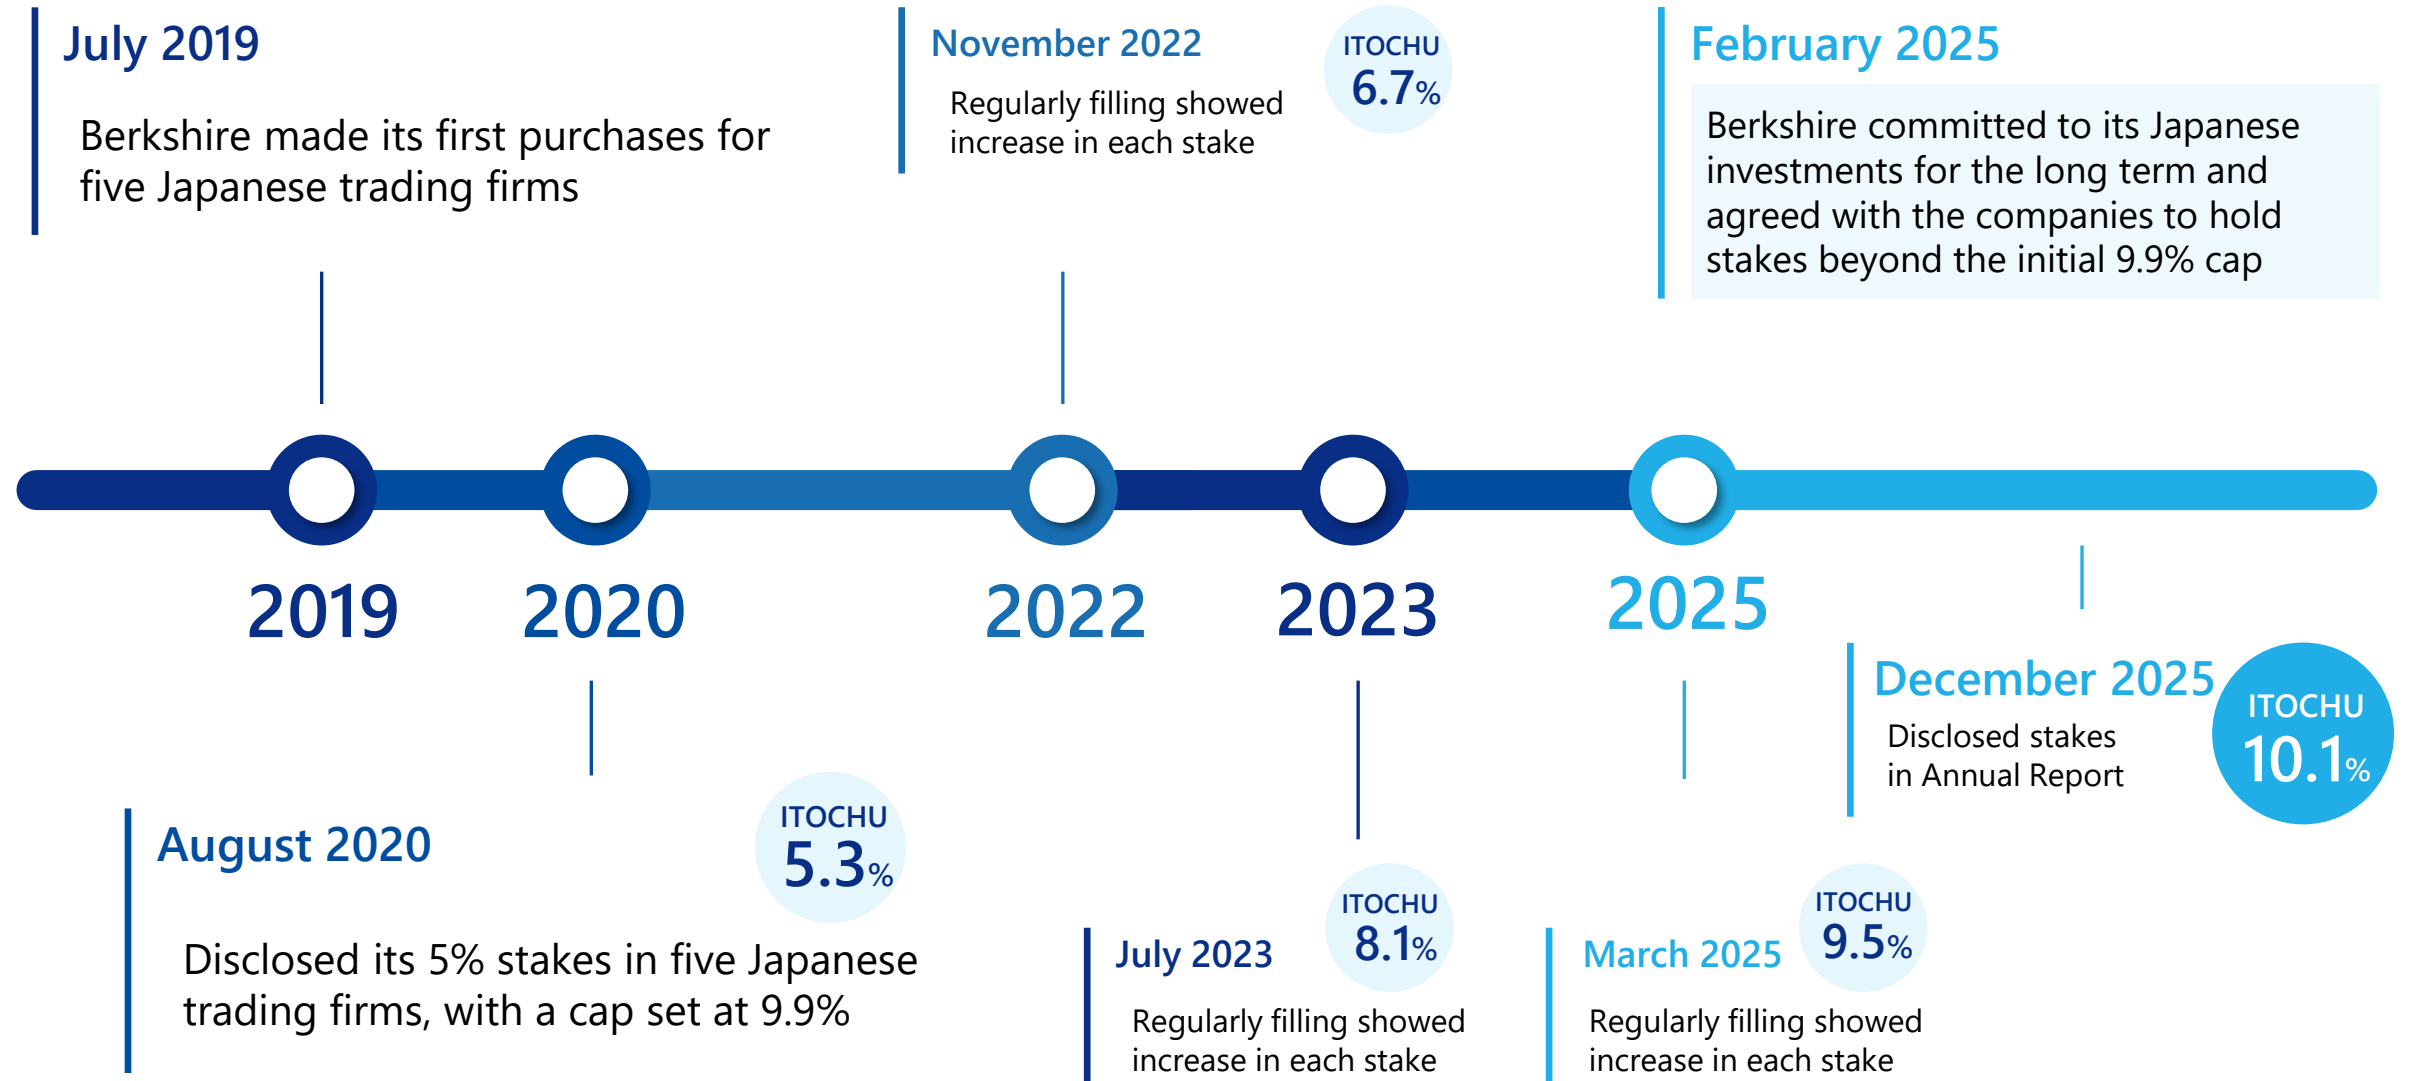 July 2019
Berkshire made its first purchases for
five Japanese trading firms
November 2022
Regularly filling showed
increase in each stake
ITOCHU
6.7%
February 2025
Berkshire committed to its Japanese
investments for the long term and
agreed with the companies to hold
stakes beyond the initial 9.9% cap
2019
2020
2022
2023
2025
August 2020
ITOCHU
5.3%
Disclosed its 5% stakes in five Japanese
trading firms, with a cap set at 9.9%
July 2023
ITOCHU
8.1%
Regularly filling showed
increase in each stake
March 2025
ITOCHU
9.5%
Regularly filling showed
increase in each stake
December 2025
Disclosed stakes
in Annual Report
ITOCHU
10.1%